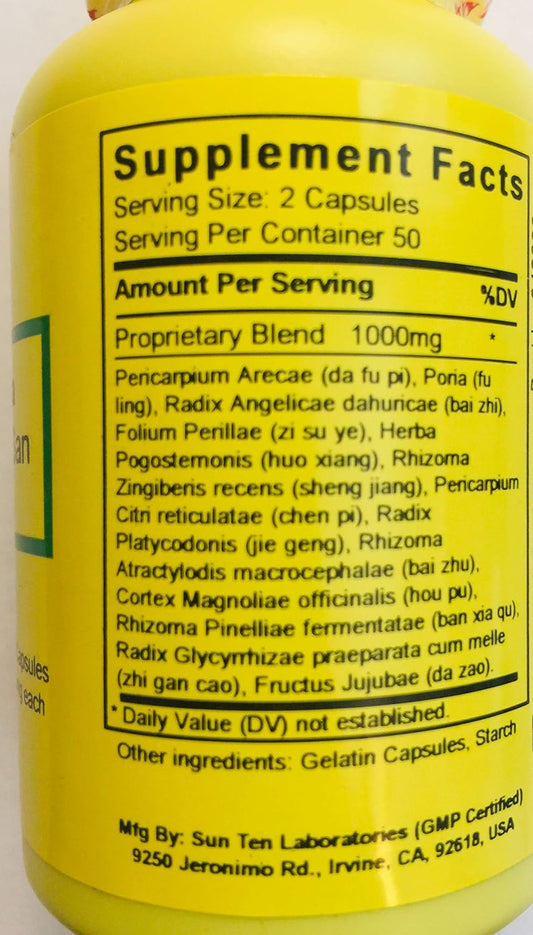 Supplement Facts
Serving Size: 2 Capsules
Serving Per Container 50
Amount Per Serving %DV
Proprietary Blend 1000mg *
Pericarpium Arecae (da fu pi), Poria (fu
ling), Radix Angelicae dahuricae (bai zhi),
Folium Perillae (zi su ye), Herba
Pogostemonis (huo xiang), Rhizoma
Zingiberis recens (sheng jiang), Pericarpium
Citri reticulatae (chen pi), Radix
Platycodonis (jie geng), Rhizoma
Atractylodis macrocephalae (bai zhu),
Cortex Magnoliae officinalis (hou pu),
Rhizoma Pinelliae fermentatae (ban xia qu),
Radix Glycyrrhizae praeparata cum melle
(zhi gan cao), Fructus Jujubae (da zao).
* Daily Value (DV) not established.
Other ingredients: Gelatin Capsules, Starch
Mfg By: Sun Ten Laboratories (GMP Certified)
9250 Jeronimo Rd., Irvine, CA, 92618, USA
each